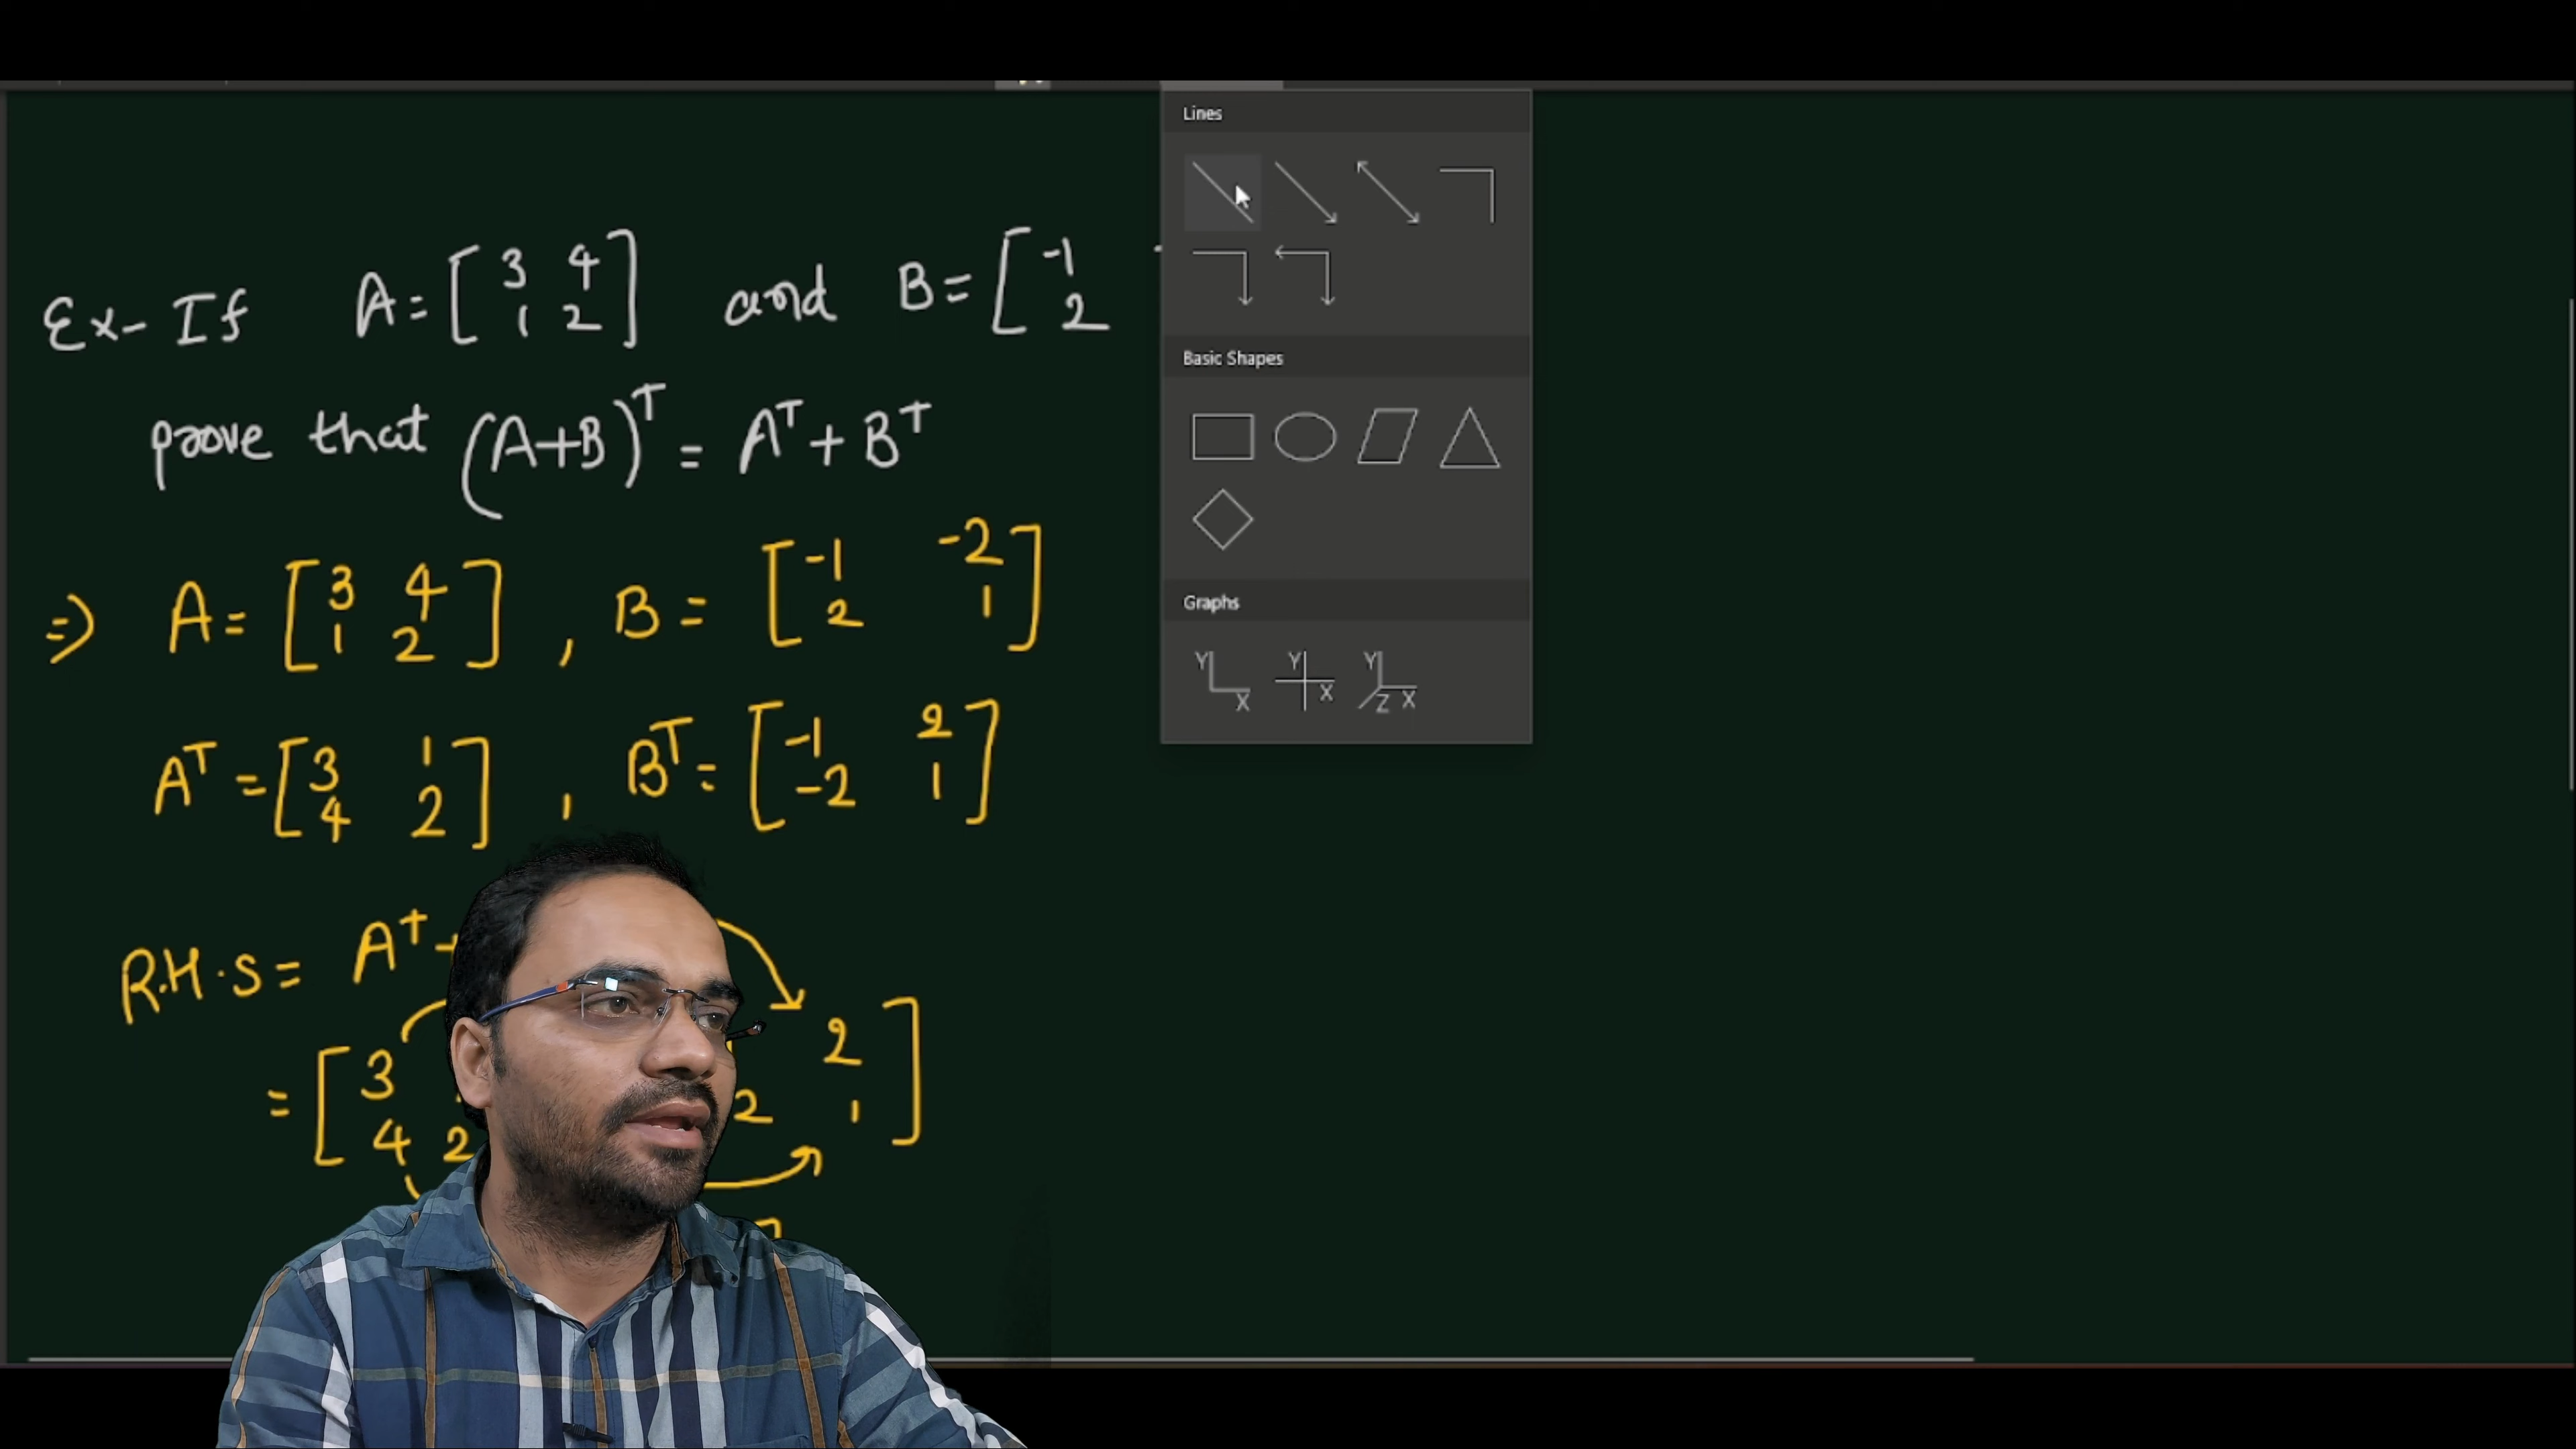 Ex- If A = [ 3 4 ] and B = [ -1
1 2 2
prove that (A+B)^T = A^T + B^T
=) A = [ 3 4 ] , B = [ -1 -2 ]
1 2 2 1
A^T = [ 3 1 ] , B^T = [ -1 2 ]
4 2 -2 1
R.H.S = A^T +
= [ 3 2 ]
4 2 2 1
Lines
Basic Shapes
Graphs
Y X Y X Y Z X